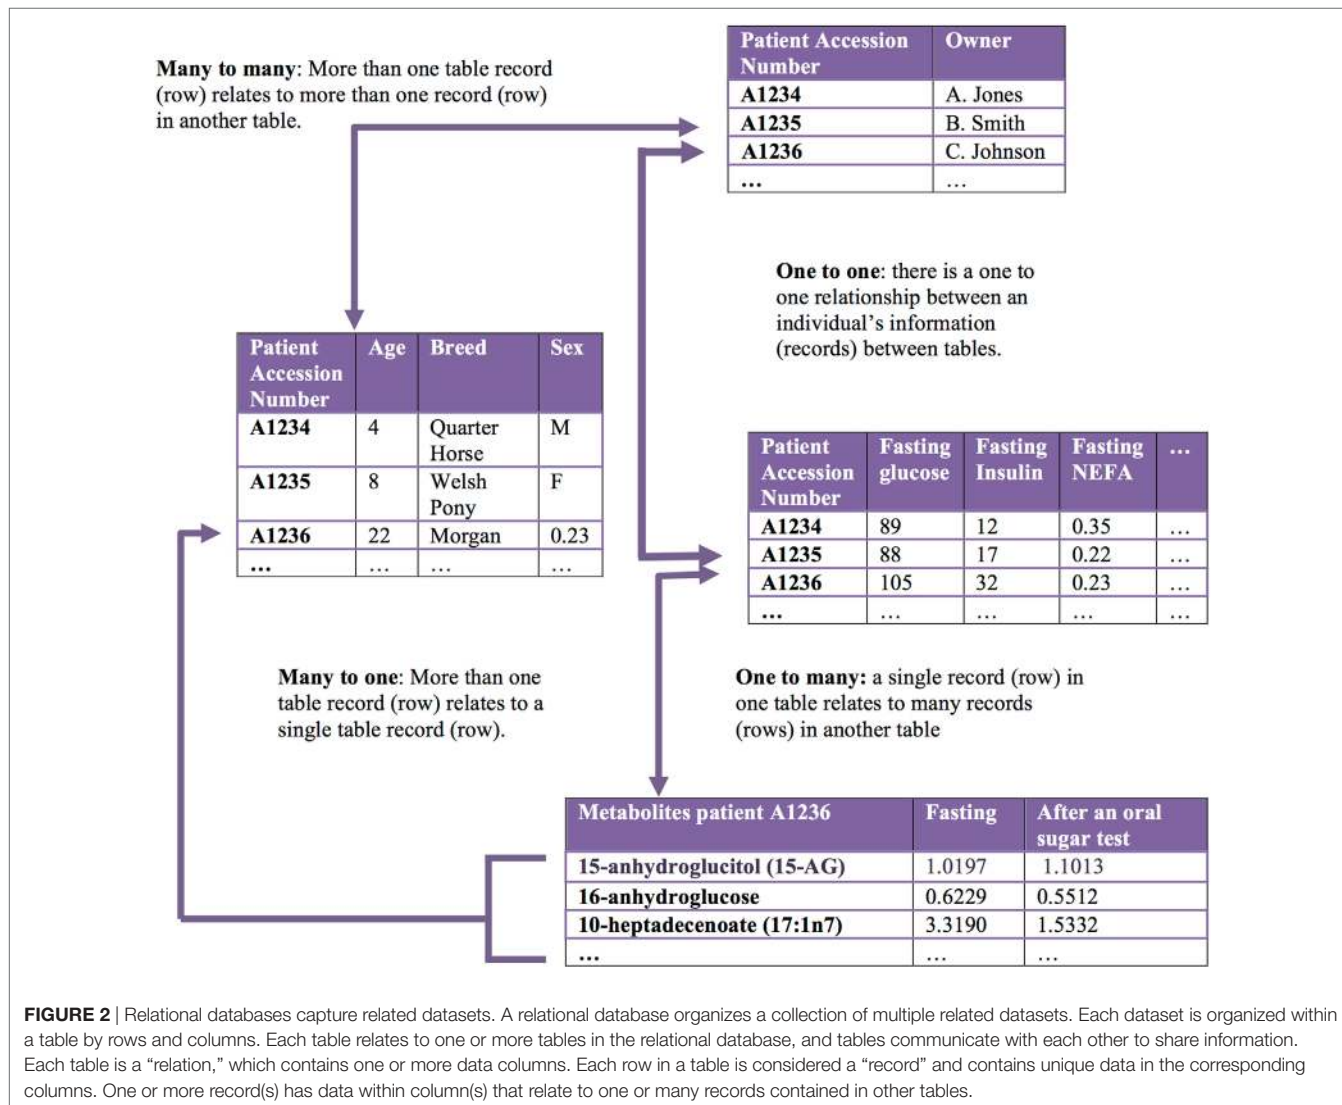 Many to many: More than one table record
(row) relates to more than one record (row)
in another table.
Patient Accession Number Owner
A1234 A. Jones
A1235 B. Smith
A1236 C. Johnson
... ...
One to one: there is a one to
one relationship between an
individual’s information
(records) between tables.
Patient Accession Number Age Breed Sex
A1234 4 Quarter Horse M
A1235 8 Welsh Pony F
A1236 22 Morgan 0.23
... ... ... ...
Patient Accession Number Fasting glucose Fasting Insulin Fasting NEFA ...
A1234 89 12 0.35 ...
A1235 88 17 0.22 ...
A1236 105 32 0.23 ...
... ... ... ... ...
Many to one: More than one
table record (row) relates to a
single table record (row).
One to many: a single record (row) in
one table relates to many records
(rows) in another table
Metabolites patient A1236 Fasting After an oral sugar test
15-anhydroglucitol (15-AG) 1.0197 1.1013
16-anhydroglucose 0.6229 0.5512
10-heptadecenoate (17:1n7) 3.3190 1.5332
... ... ...
FIGURE 2 | Relational databases capture related datasets. A relational database organizes a collection of multiple related datasets. Each dataset is organized within
a table by rows and columns. Each table relates to one or more tables in the relational database, and tables communicate with each other to share information.
Each table is a “relation,” which contains one or more data columns. Each row in a table is considered a “record” and contains unique data in the corresponding
columns. One or more record(s) has data within column(s) that relate to one or many records contained in other tables.